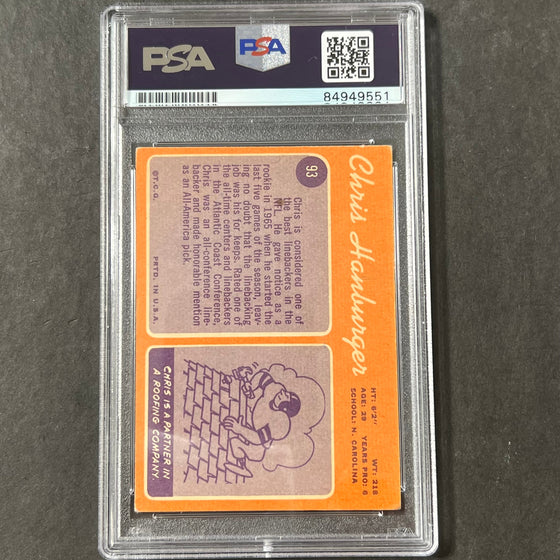 PSA
PSA
84949551
Chris Hanburger
HT: 6'2" WT: 218
AGE: 29 YEARS PRO: 6
SCHOOL: N. CAROLINA
93
Chris is considered one of
the best linebackers in the
NFL. He gave notice as a
rookie in 1965 when he started the
last five games of the season, leav-
ing no doubt that the linebacking
job was his for keeps. Rated one of
the all-time centers and linebackers
in the Atlantic Coast Conference,
Chris was an all-conference line-
backer and made honorable mention
as an All-America pick.
©T.C.G. PRTD. IN U.S.A.
CHRIS IS A PARTNER IN
A ROOFING COMPANY.